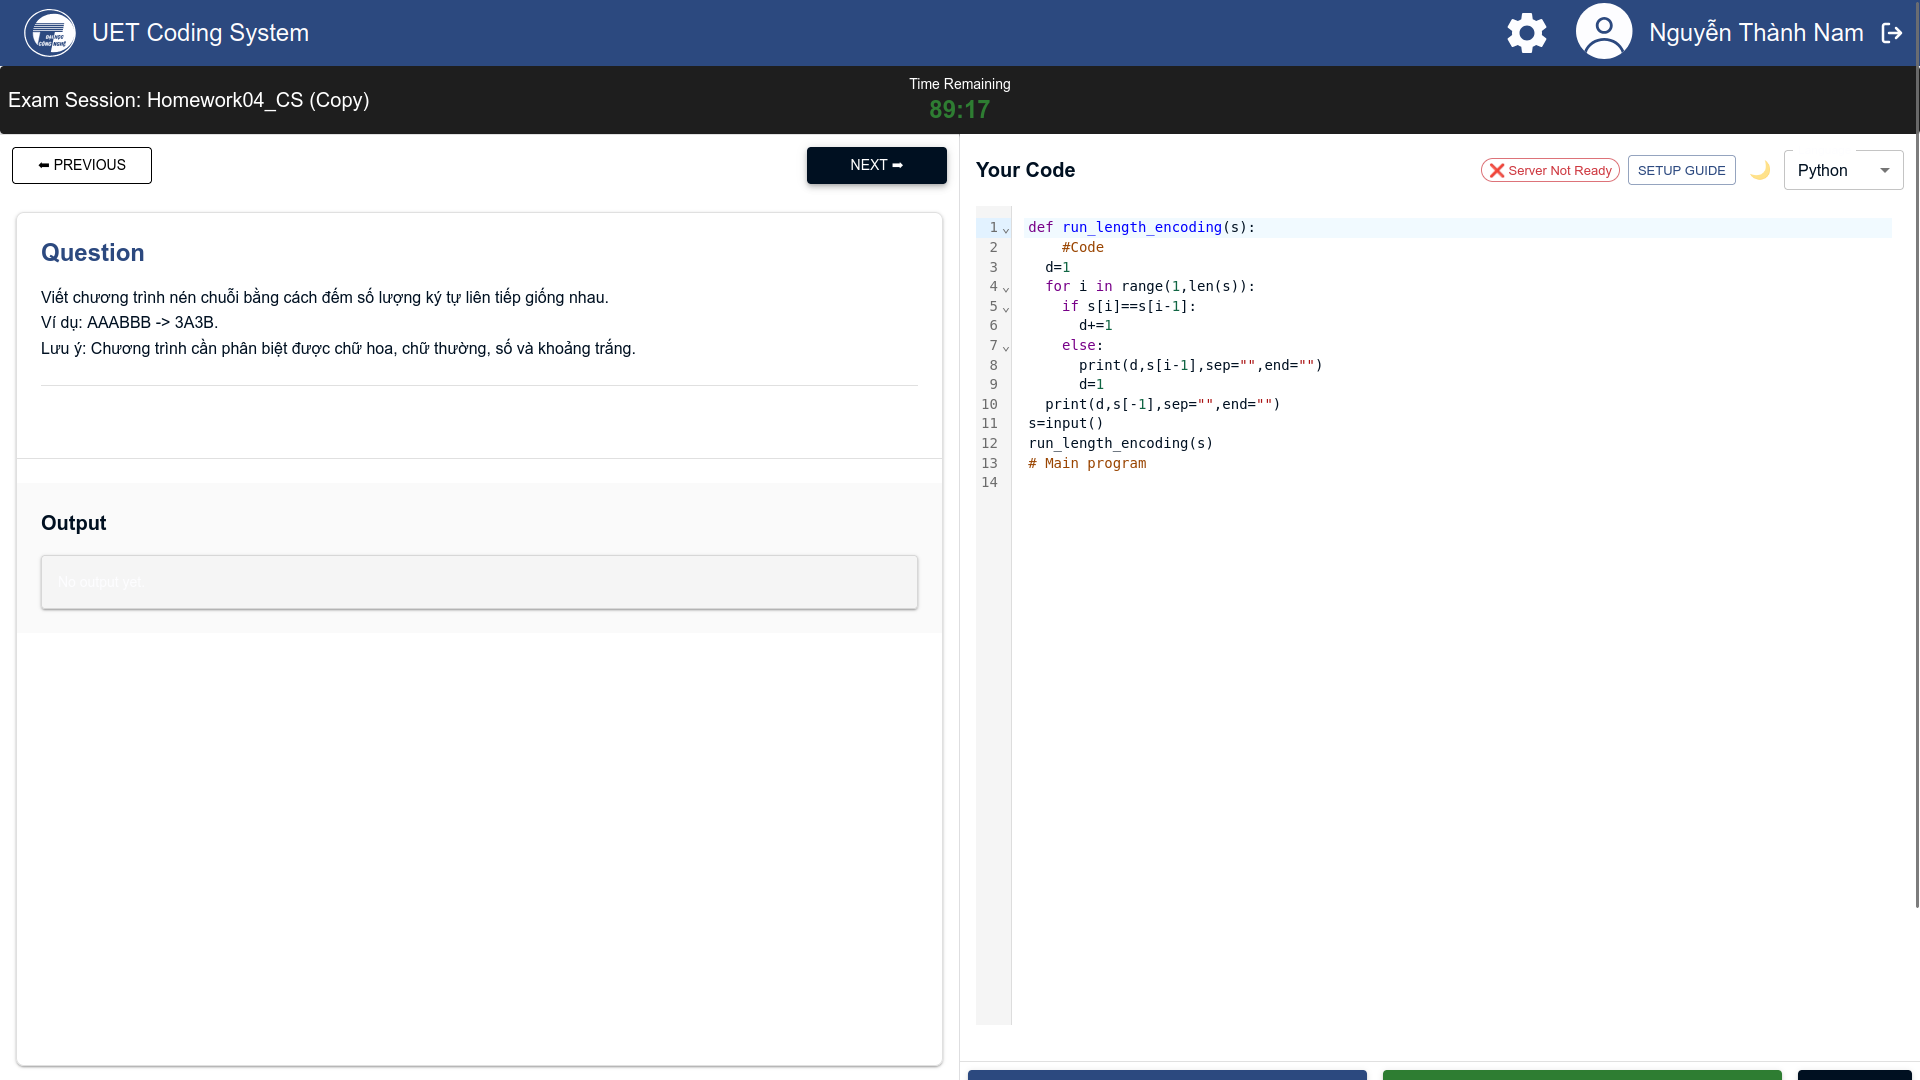 ĐẠI HỌC
CÔNG NGHỆ
UET Coding System
Nguyễn Thành Nam
Exam Session: Homework04_CS (Copy)
Time Remaining
89:17
⬅ PREVIOUS
NEXT ➡
Question
Viết chương trình nén chuỗi bằng cách đếm số lượng ký tự liên tiếp giống nhau.
Ví dụ: AAABBB -> 3A3B.
Lưu ý: Chương trình cần phân biệt được chữ hoa, chữ thường, số và khoảng trắng.
Output
No output yet.
Your Code
❌ Server Not Ready
SETUP GUIDE
🌙
Python
1 def run_length_encoding(s):
2     #Code
3   d=1
4   for i in range(1,len(s)):
5     if s[i]==s[i-1]:
6       d+=1
7     else:
8       print(d,s[i-1],sep="",end="")
9       d=1
10   print(d,s[-1],sep="",end="")
11 s=input()
12 run_length_encoding(s)
13 # Main program
14